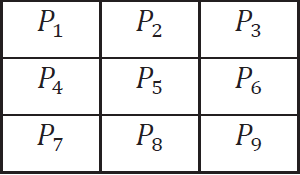 P₁ P₂ P₃
P₄ P₅ P₆
P₇ P₈ P₉